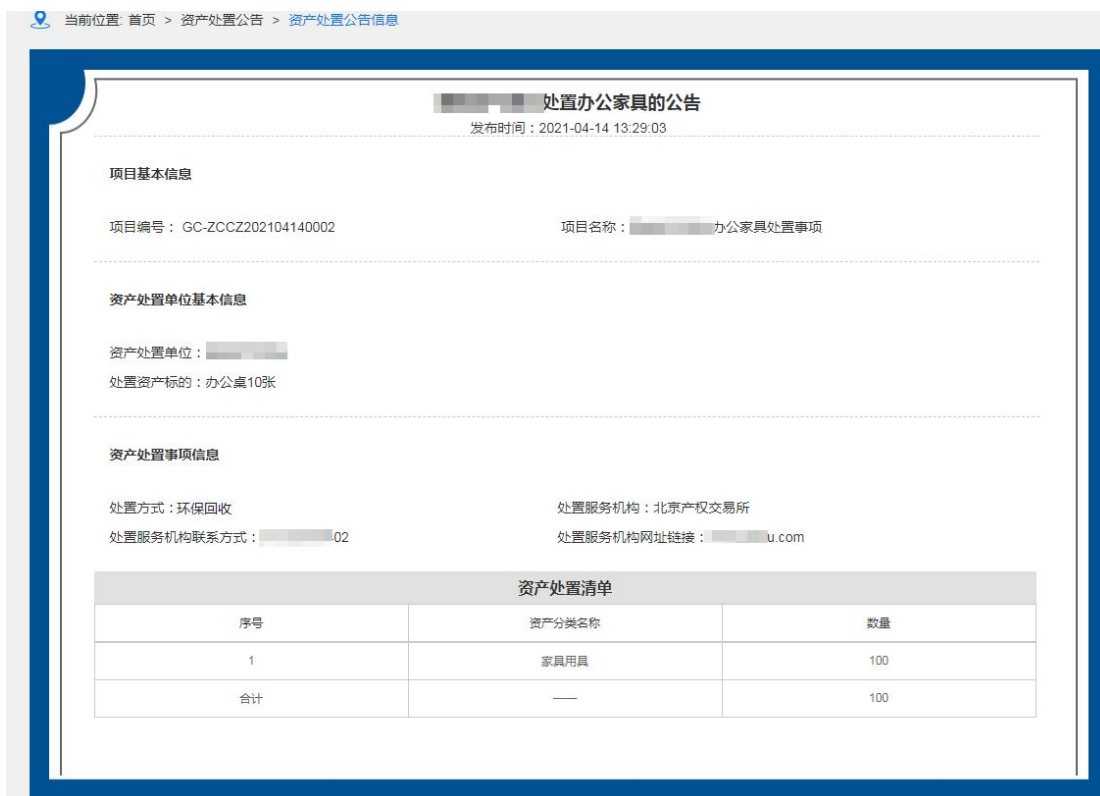 当前位置: 首页 > 资产处置公告 > 资产处置公告信息
处置办公家具的公告
发布时间：2021-04-14 13:29:03
项目基本信息
项目编号： GC-ZCCZ202104140002
项目名称： 办公家具处置事项
资产处置单位基本信息
资产处置单位：
处置资产标的：办公桌10张
资产处置事项信息
处置方式：环保回收
处置服务机构：北京产权交易所
处置服务机构联系方式： 02
处置服务机构网址链接： u.com
资产处置清单
序号 资产分类名称 数量
1 家具用具 100
合计 —— 100